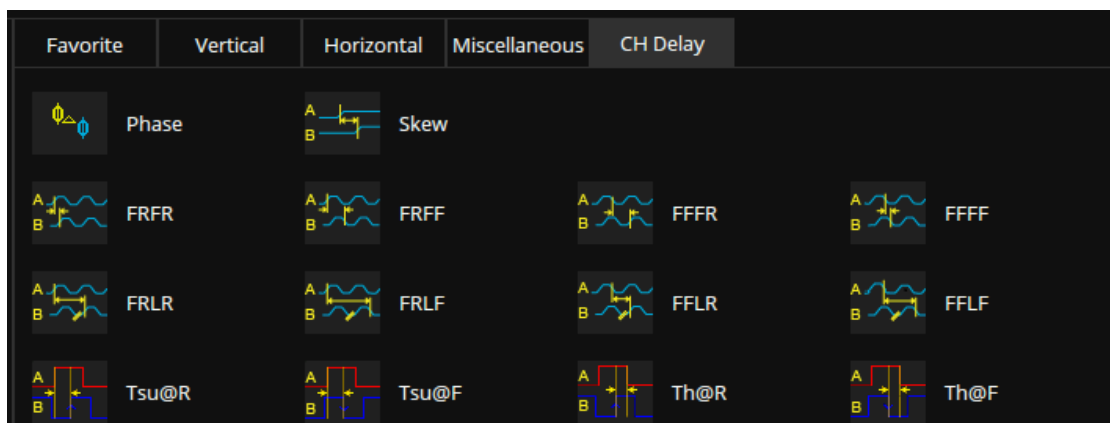 Favorite Vertical Horizontal Miscellaneous CH Delay
Phase A B Skew
A B FRFR A B FRFF A B FFFR A B FFFF
A B FRLR A B FRLF A B FFLR A B FFLF
A B Tsu@R A B Tsu@F A B Th@R A B Th@F